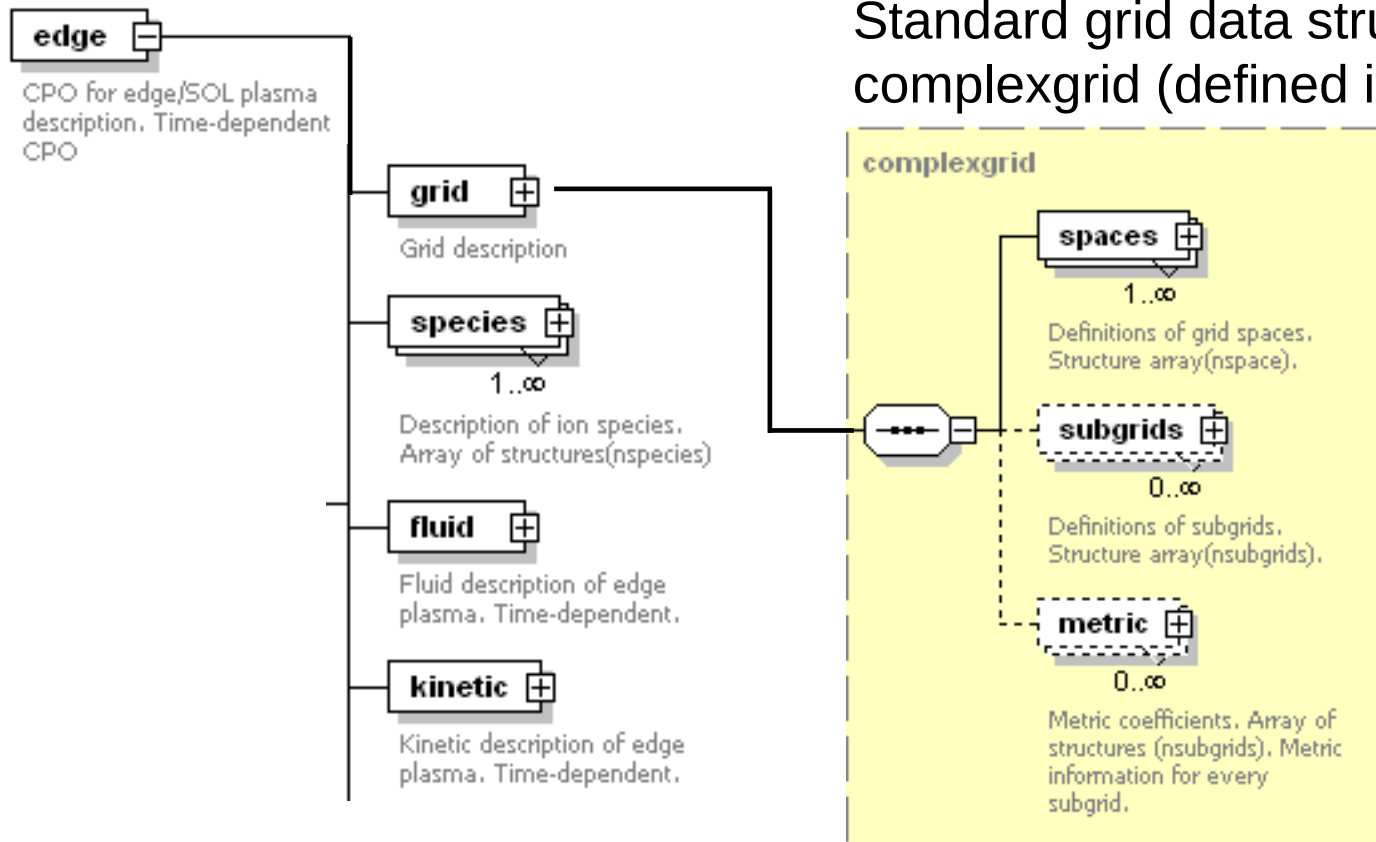 edge
CPO for edge/SOL plasma
description. Time-dependent
CPO
grid
Grid description
species
1..∞
Description of ion species.
Array of structures(nspecies)
fluid
Fluid description of edge
plasma. Time-dependent.
kinetic
Kinetic description of edge
plasma. Time-dependent.
Standard grid data
complexgrid (defined
complexgrid
spaces
1..∞
Definitions of grid spaces.
Structure array(nspace).
subgrids
0..∞
Definitions of subgrids.
Structure array(nsubgrids).
metric
0..∞
Metric coefficients. Array of
structures (nsubgrids). Metric
information for every
subgrid.